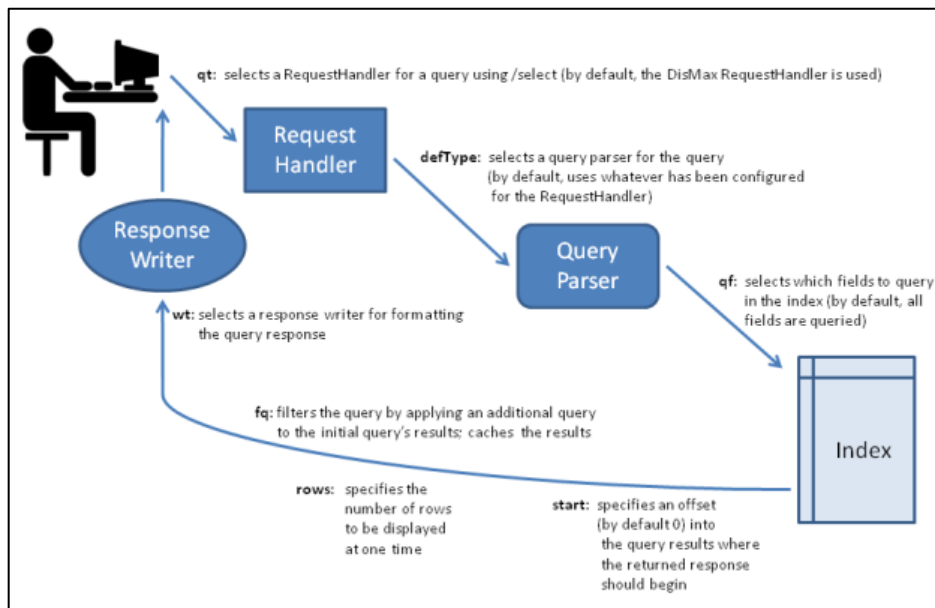 qt: selects a RequestHandler for a query using /select (by default, the DisMax RequestHandler is used)
Request
Handler
defType: selects a query parser for the query
(by default, uses whatever has been configured
for the RequestHandler)
Response
Writer
Query
Parser
qf: selects which fields to query
in the index (by default, all
fields are queried)
wt: selects a response writer for formatting
the query response
fq: filters the query by applying an additional query
to the initial query's results; caches the results
Index
rows: specifies the
number of rows
to be displayed
at one time
start: specifies an offset
(by default 0) into
the query results where
the returned response
should begin